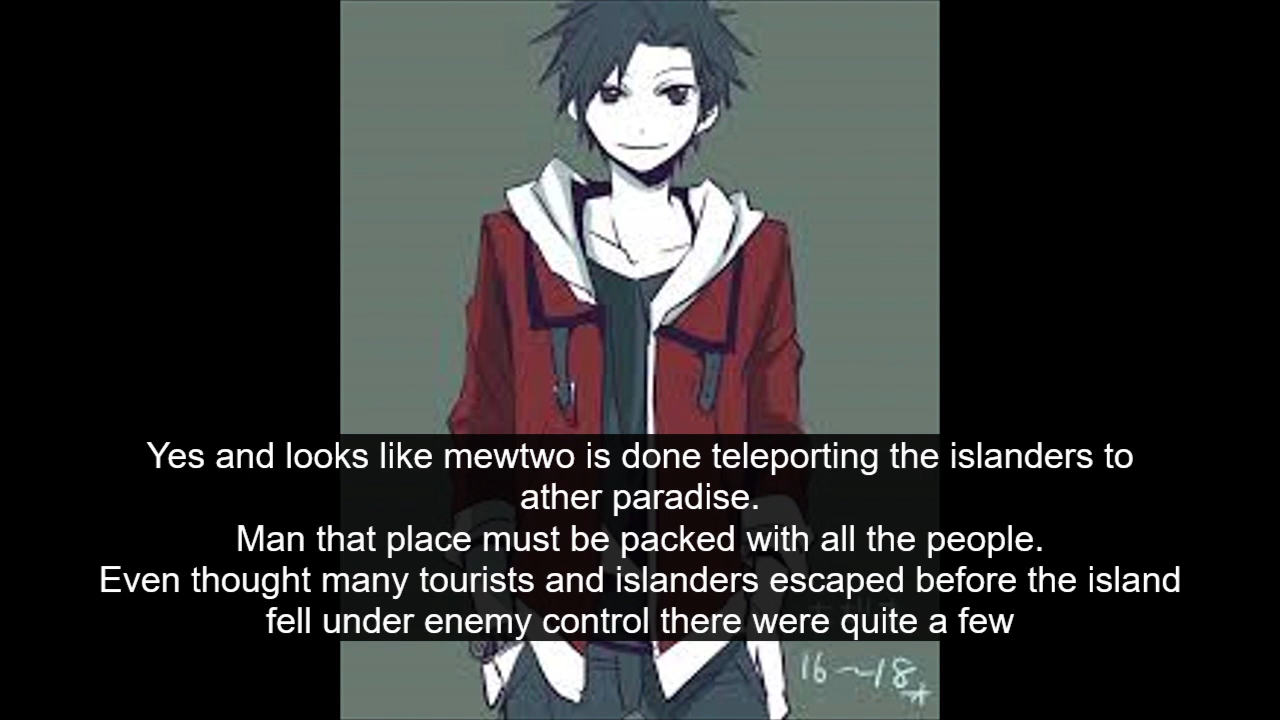 Yes and looks like mewtwo is done teleporting the islanders to
ather paradise.
Man that place must be packed with all the people.
Even thought many tourists and islanders escaped before the island
fell under enemy control there were quite a few
16~18